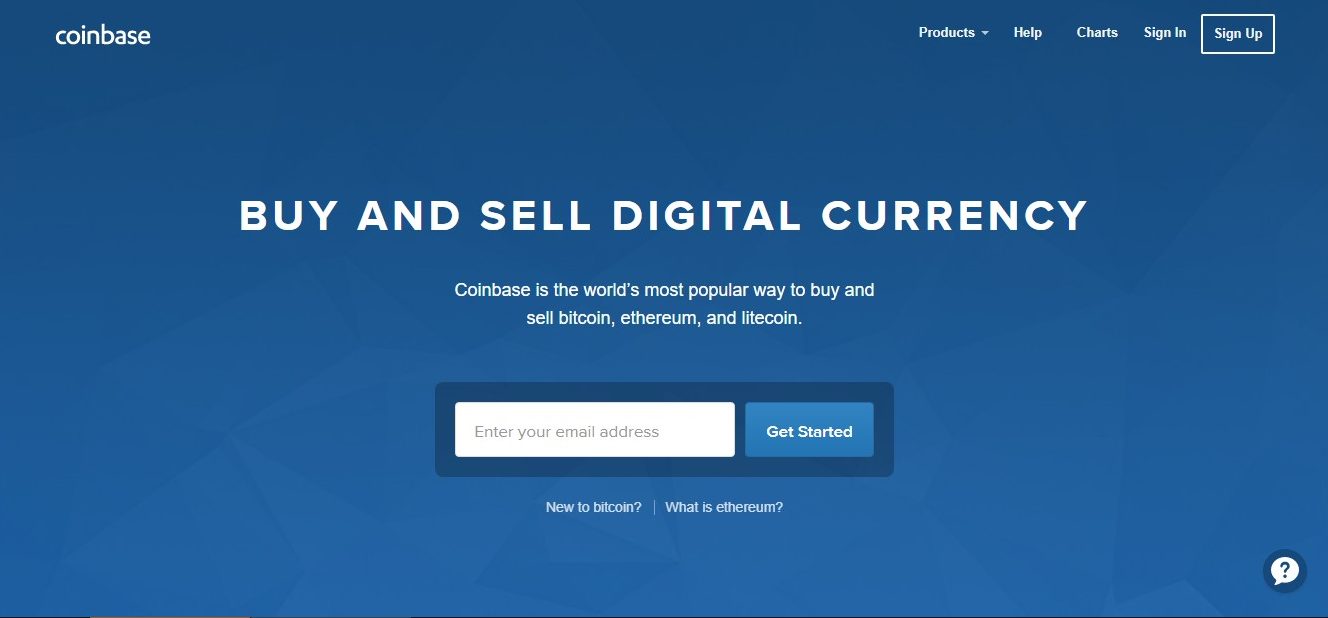 coinbase
Products
Help
Charts
Sign In
Sign Up
BUY AND SELL DIGITAL CURRENCY
Coinbase is the world’s most popular way to buy and
sell bitcoin, ethereum, and litecoin.
Enter your email address
Get Started
New to bitcoin?
What is ethereum?
?